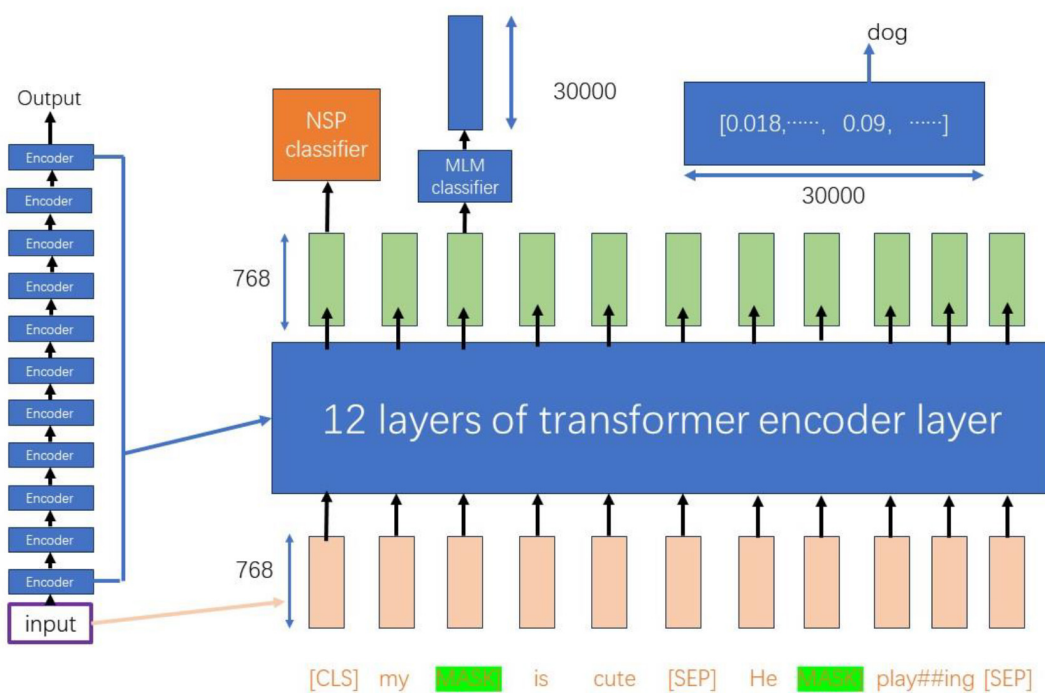 dog
30000
[0.018,······, 0.09, ······]
30000
Output
NSP
classifier
MLM
classifier
Encoder
Encoder
Encoder
Encoder
Encoder
Encoder
Encoder
Encoder
Encoder
Encoder
Encoder
input
768
12 layers of transformer encoder layer
768
[CLS] my MASK is cute [SEP] He MASK play##ing [SEP]